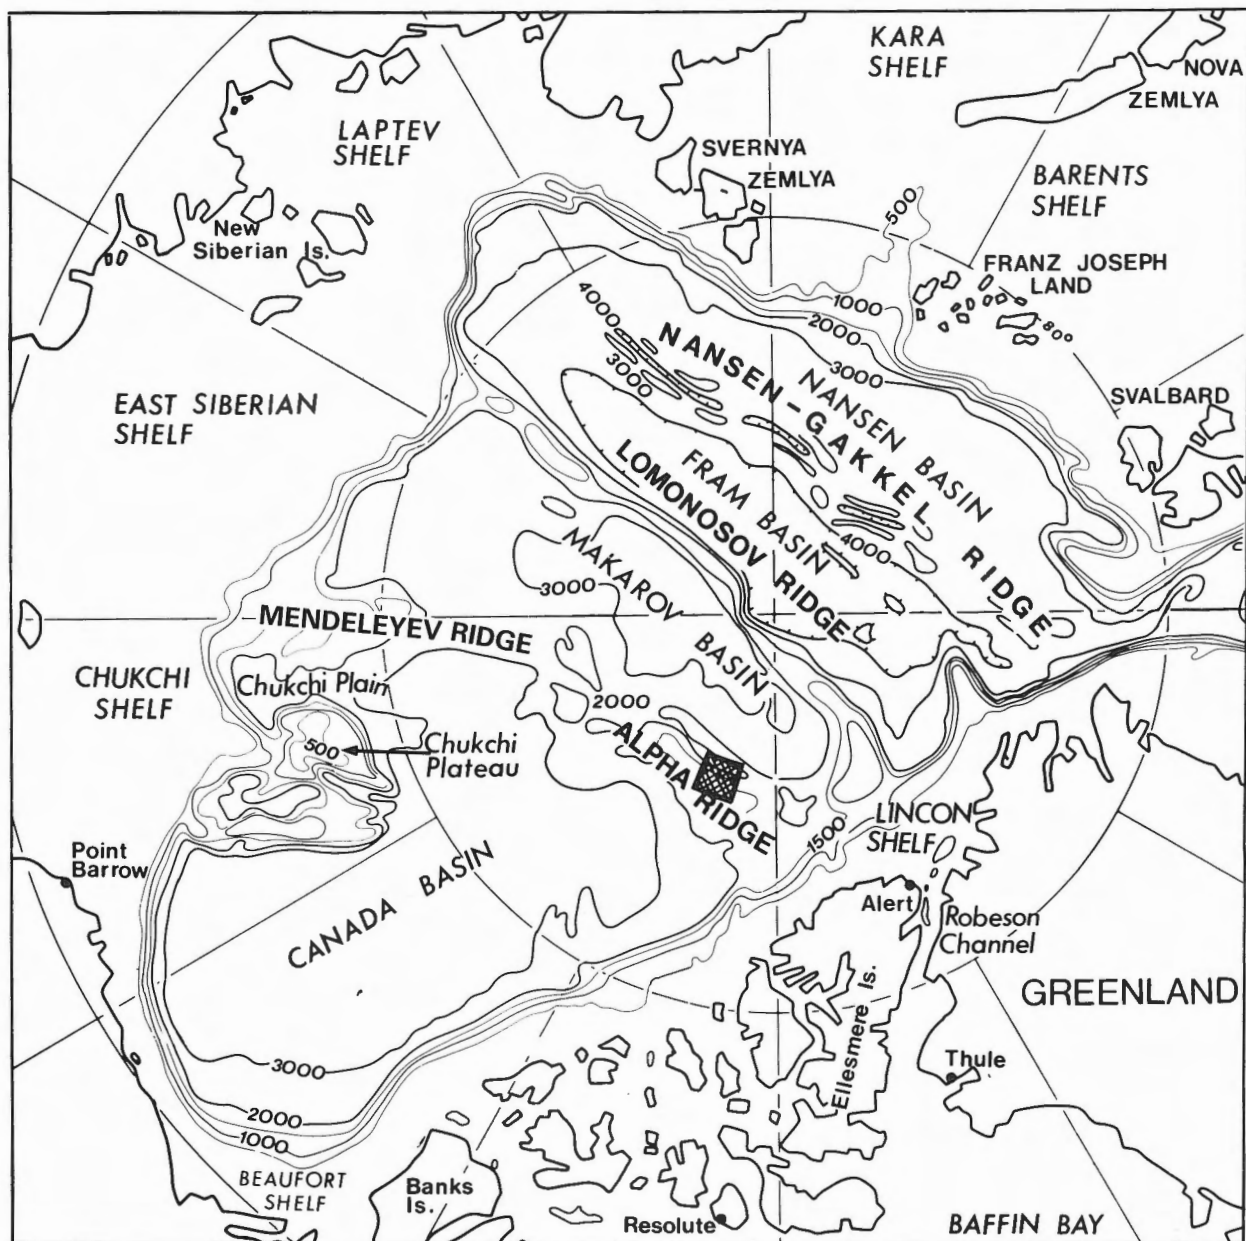 KARA
SHELF
NOVA
ZEMLYA
LAPTEV
SHELF
SVERNYA
ZEMLYA
BARENTS
SHELF
500
New
Siberian Is.
FRANZ JOSEPH
LAND
80°
1000
2000
3000
4000
3000
NANSEN-GAKKEL RIDGE
NANSEN BASIN
SVALBARD
EAST SIBERIAN
SHELF
FRAM BASIN
LOMONOSOV RIDGE
4000
MAKAROV BASIN
3000
MENDELEYEV RIDGE
CHUKCHI
SHELF
Chukchi Plain
2000
500
Chukchi
Plateau
ALPHA RIDGE
LINCON
SHELF
1500
Point
Barrow
CANADA BASIN
Alert
Robeson
Channel
Ellesmere Is.
GREENLAND
3000
Thule
2000
1000
BEAUFORT
SHELF
Banks
Is.
Resolute
BAFFIN BAY